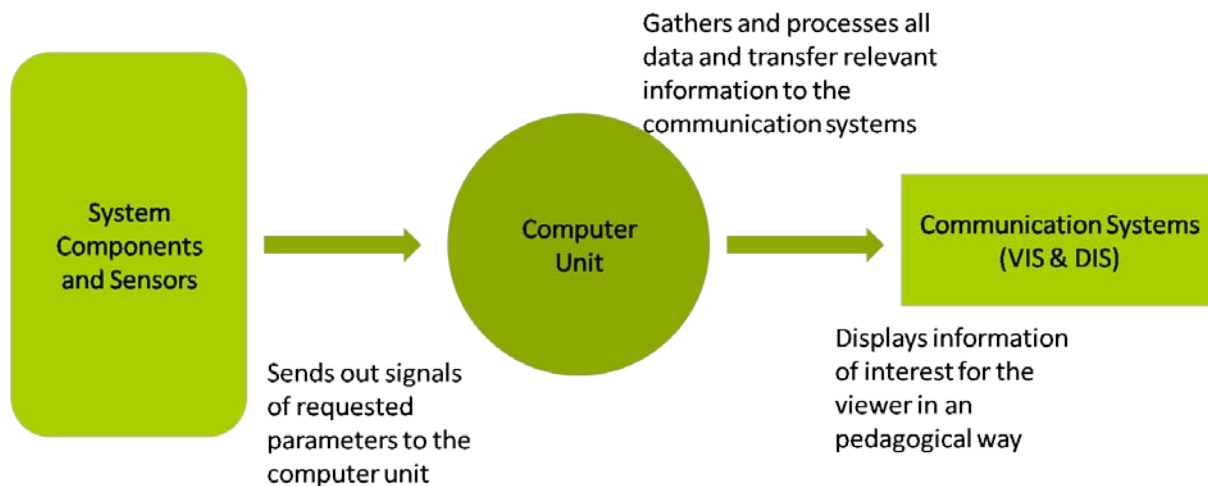 System
Components
and Sensors
Sends out signals
of requested
parameters to the
computer unit
Computer
Unit
Gathers and processes all
data and transfer relevant
information to the
communication systems
Communication Systems
(VIS & DIS)
Displays information
of interest for the
viewer in an
pedagogical way